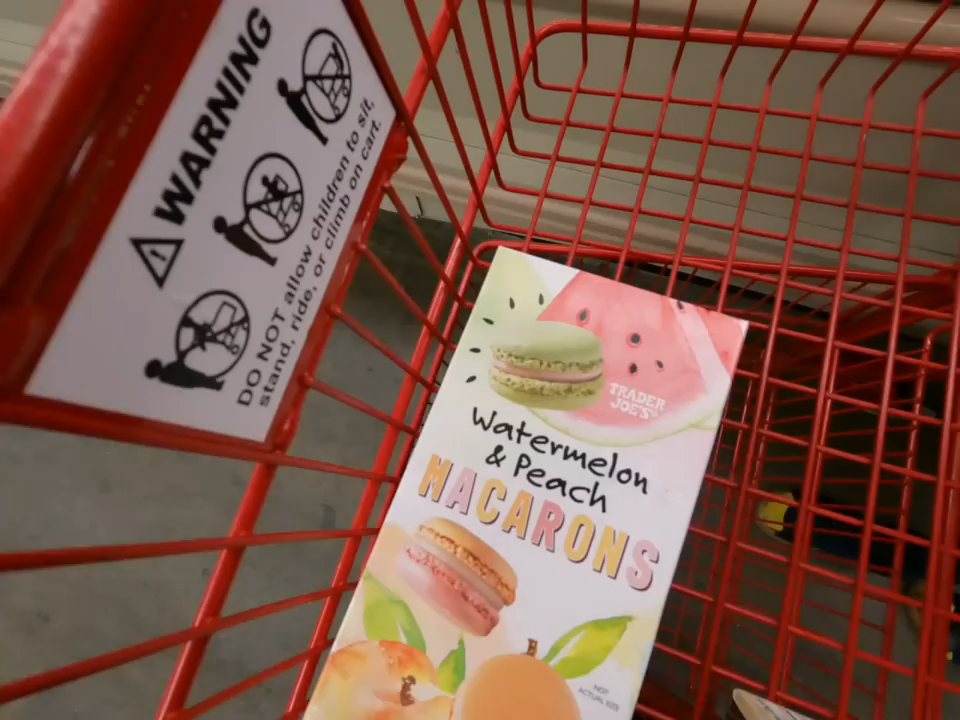 WARNING
DO NOT allow children to sit,
stand, ride, or climb on cart.
TRADER
JOE'S
Watermelon
& Peach
MACARONS
NOT
ACTUAL SIZE